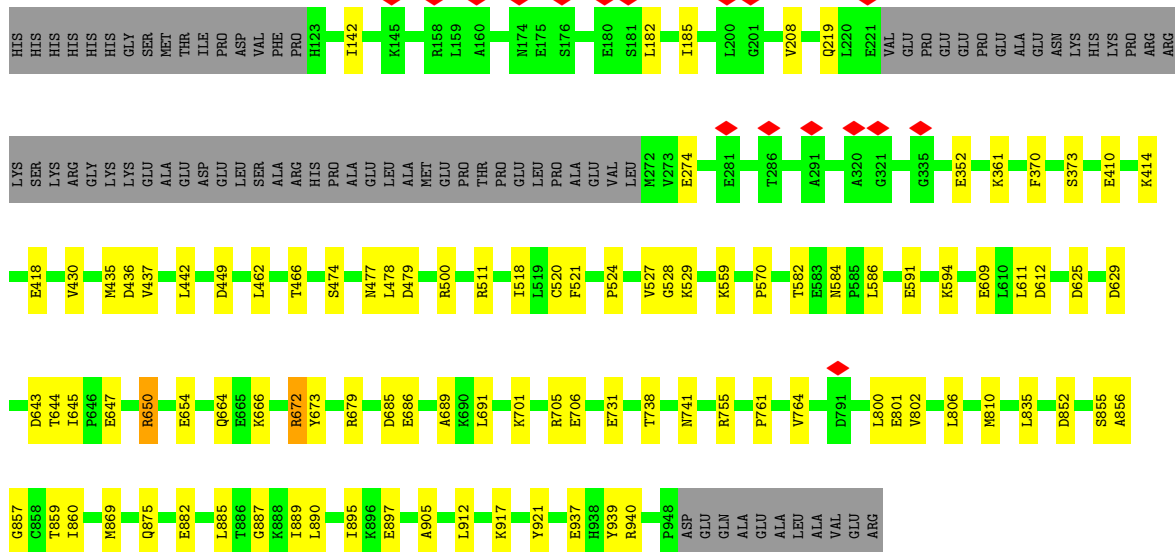 HIS HIS HIS HIS HIS HIS GLY SER MET THR ILE PRO ASP VAL PHE PRO H123 I142 K145 R158 L159 A160 N174 E175 S176 E180 S181 L182 I185 L200 G201 V208 Q219 L220 E221 VAL GLU PRO GLU GLU PRO GLU ALA GLU ASN LYS HIS LYS PRO ARG ARG
LYS SER LYS ARG GLY LYS LYS GLU ALA GLU ASP GLU LEU SER ALA ARG HIS PRO ALA GLU LEU ALA MET GLU PRO THR PRO GLU LEU PRO ALA GLU VAL LEU M272 V273 E274 E281 T286 A291 A320 G321 G335 E352 K361 F370 S373 E410 K414
E418 V430 M435 D436 V437 L442 D449 L462 T466 S474 N477 L478 D479 R500 R511 I518 L519 C520 F521 P524 V527 G528 K529 K559 P570 T582 E583 N584 P585 L586 E591 K594 E609 L610 L611 D612 D625 D629
D643 T644 I645 P646 E647 R650 E654 Q664 E665 K666 R672 Y673 R679 D685 E686 A689 K690 L691 K701 R705 E706 E731 T738 N741 R755 P761 V764 D791 L800 E801 V802 L806 M810 L835 D852 S855 A856
G857 C858 T859 I860 M869 Q875 E882 L885 T886 G887 K888 I889 L890 I895 K896 E897 A905 L912 K917 Y921 E937 H938 Y939 R940 P948 ASP GLU GLN ALA GLU ALA LEU ALA VAL GLU ARG